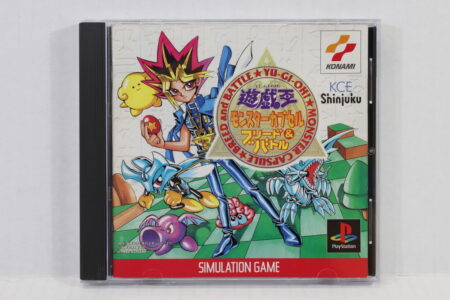 KONAMI
KCE
Shinjuku
BREED and BATTLE★YU-GI-OH!★MONSTER CAPSULE★
遊戯王
モンスターカプセル
ブリード&
バトル
PlayStation
SIMULATION GAME